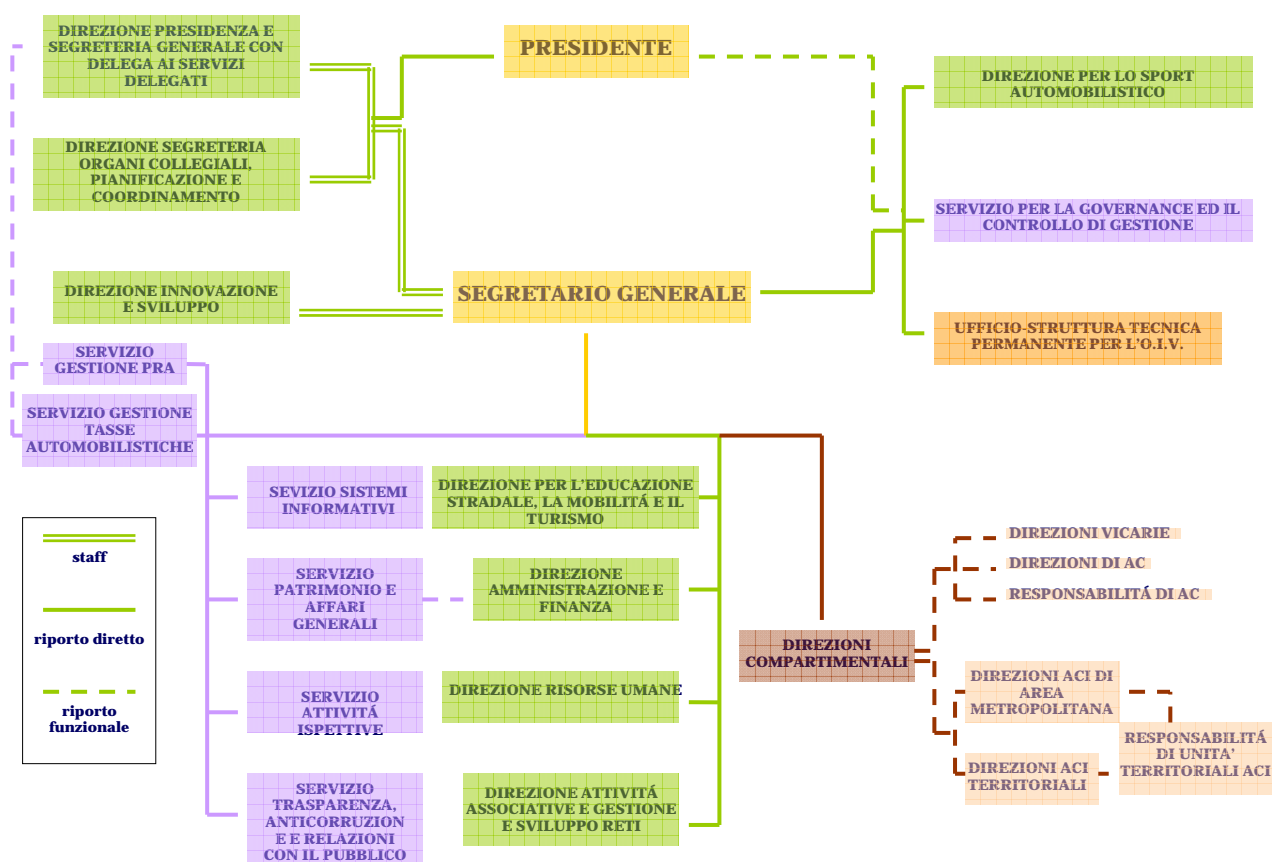 DIREZIONE PRESIDENZA E
SEGRETERIA GENERALE CON
DELEGA AI SERVIZI
DELEGATI
PRESIDENTE
DIREZIONE PER LO SPORT
AUTOMOBILISTICO
DIREZIONE SEGRETERIA
ORGANI COLLEGIALI,
PIANIFICAZIONE E
COORDINAMENTO
SERVIZIO PER LA GOVERNANCE ED IL
CONTROLLO DI GESTIONE
DIREZIONE INNOVAZIONE
E SVILUPPO
SEGRETARIO GENERALE
UFFICIO-STRUTTURA TECNICA
PERMANENTE PER L'O.I.V.
SERVIZIO
GESTIONE PRA
SERVIZIO GESTIONE
TASSE
AUTOMOBILISTICHE
SEVIZIO SISTEMI
INFORMATIVI
DIREZIONE PER L'EDUCAZIONE
STRADALE, LA MOBILITÁ E IL
TURISMO
staff
riporto diretto
riporto
funzionale
SERVIZIO
PATRIMONIO E
AFFARI
GENERALI
DIREZIONE
AMMINISTRAZIONE E
FINANZA
DIREZIONI VICARIE
DIREZIONI DI AC
RESPONSABILITÁ DI AC
DIREZIONI
COMPARTIMENTALI
SERVIZIO
ATTIVITÁ
ISPETTIVE
DIREZIONE RISORSE UMANE
DIREZIONI ACI DI
AREA
METROPOLITANA
RESPONSABILITÁ
DI UNITA'
TERRITORIALI ACI
DIREZIONI ACI
TERRITORIALI
SERVIZIO
TRASPARENZA,
ANTICORRUZION
E E RELAZIONI
CON IL PUBBLICO
DIREZIONE ATTIVITÁ
ASSOCIATIVE E GESTIONE
E SVILUPPO RETI